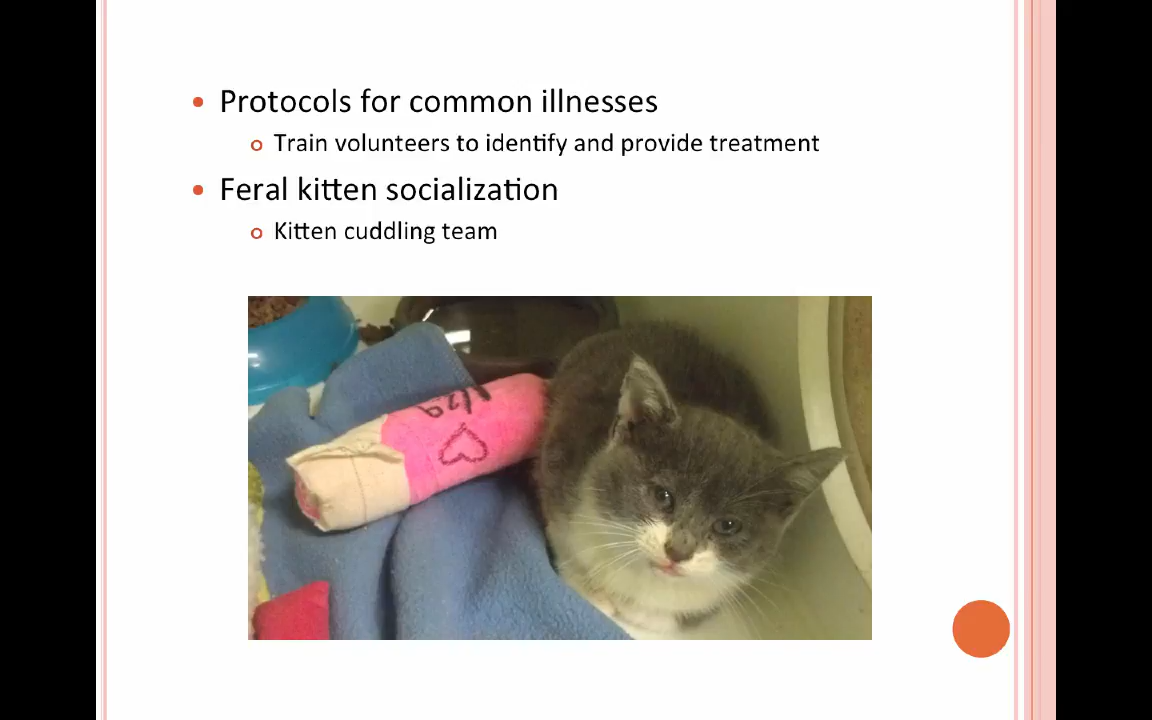 Protocols for common illnesses
Train volunteers to identify and provide treatment
Feral kitten socialization
Kitten cuddling team